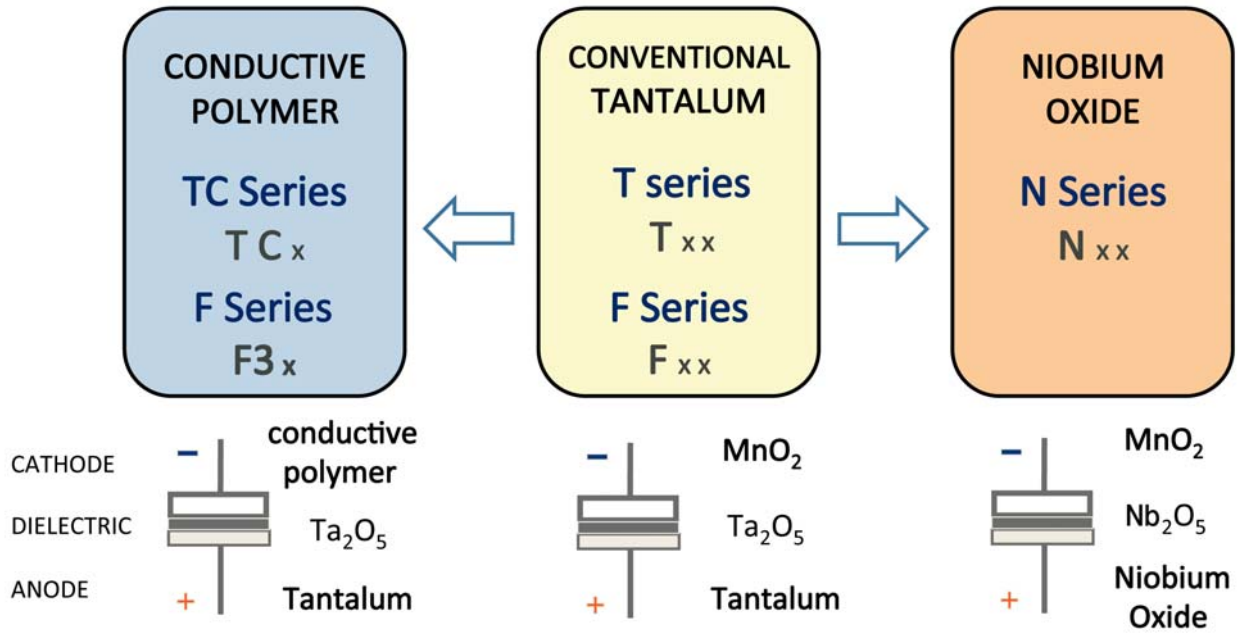 CONDUCTIVE
POLYMER
TC Series
T C x
F Series
F3 x
CONVENTIONAL
TANTALUM
T series
T x x
F Series
F x x
NIOBIUM
OXIDE
N Series
N x x
CATHODE
DIELECTRIC
ANODE
−
conductive
polymer
Ta₂O₅
+
Tantalum
−
MnO₂
Ta₂O₅
+
Tantalum
−
MnO₂
Nb₂O₅
+
Niobium
Oxide